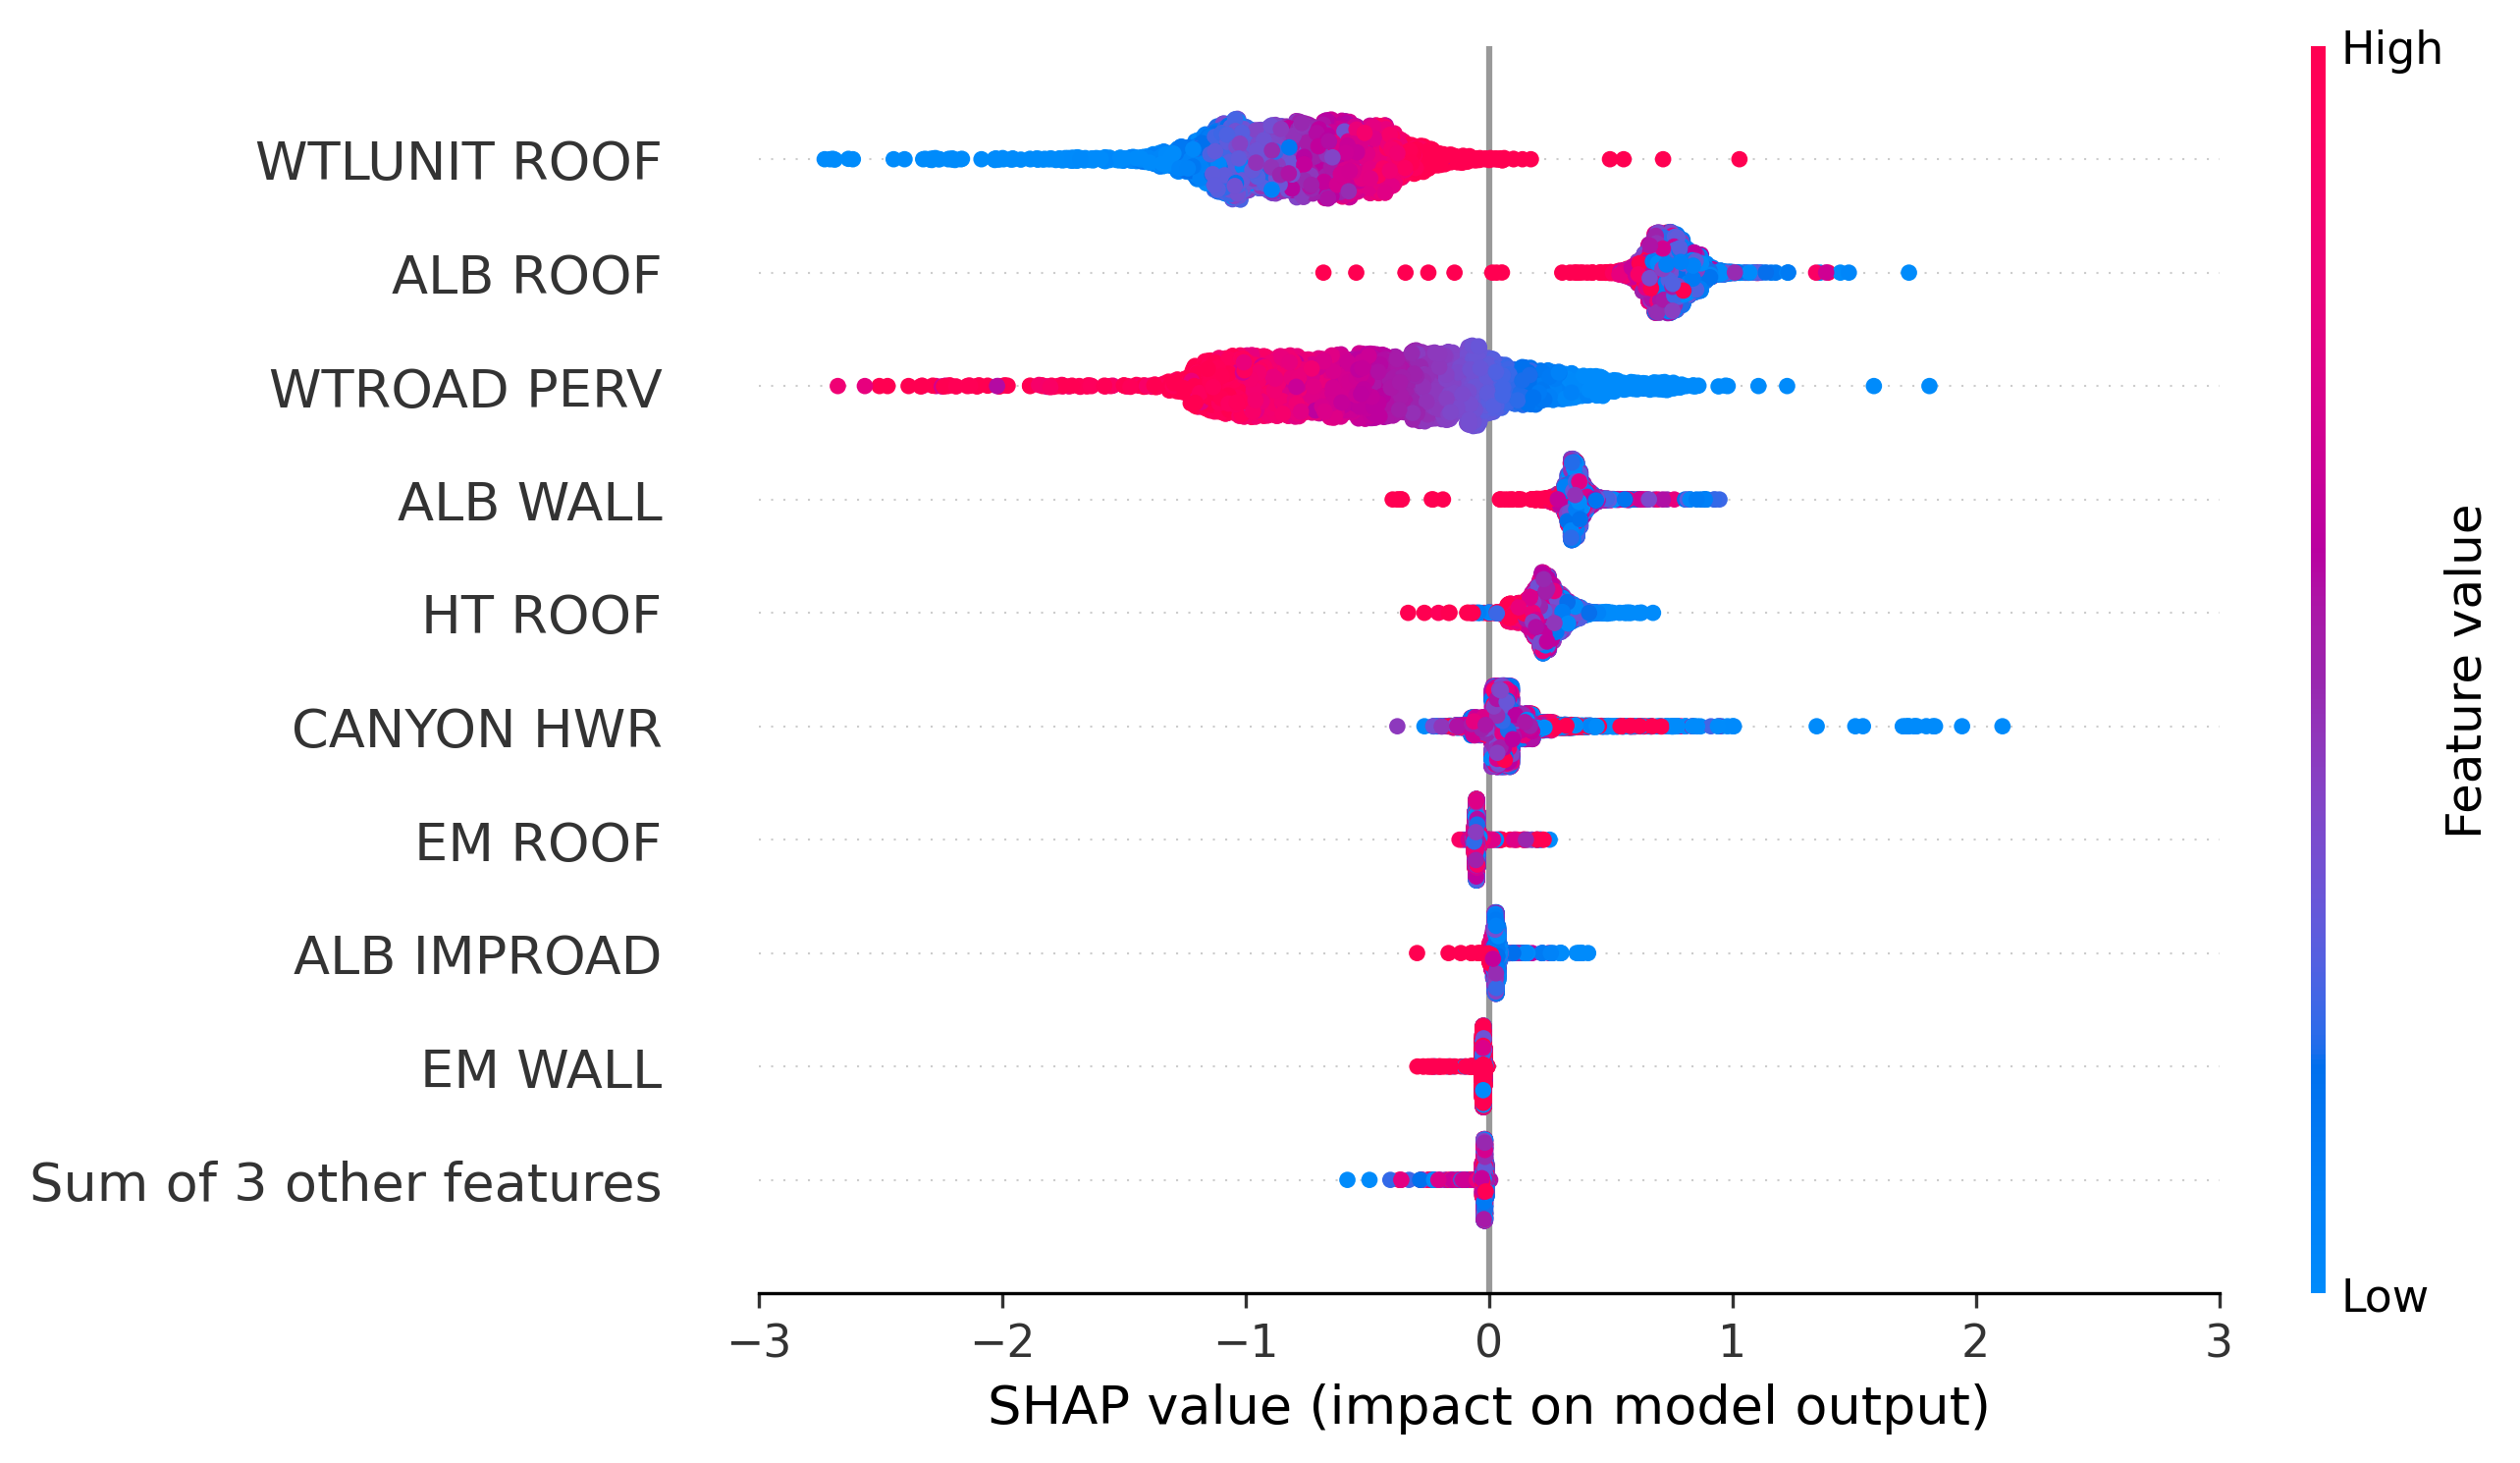 High
WTLUNIT ROOF
ALB ROOF
WTROAD PERV
ALB WALL
HT ROOF
CANYON HWR
EM ROOF
ALB IMPROAD
EM WALL
Sum of 3 other features
Feature value
Low
−3 −2 −1 0 1 2 3
SHAP value (impact on model output)